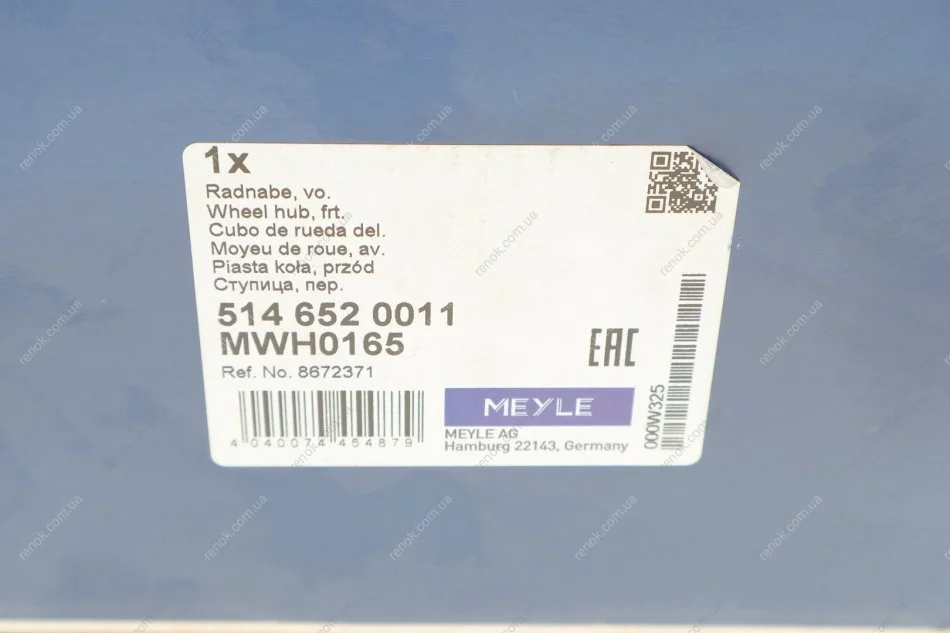 1x
Radnabe, vo.
Wheel hub, frt.
Cubo de rueda del.
Moyeu de roue, av.
Piasta koła, przód
Ступица, пер.
514 652 0011
MWH0165
Ref. No. 8672371
EAC
4 040074 454879
MEYLE
MEYLE AG
Hamburg 22143, Germany
000W325
renok.com.ua